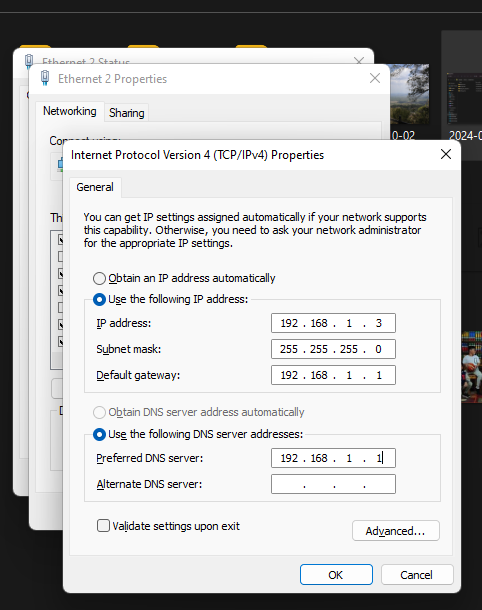 Ethernet 2 Status
Ethernet 2 Properties
Networking
Sharing
Connect using:
0-02
2024-0
Internet Protocol Version 4 (TCP/IPv4) Properties
General
You can get IP settings assigned automatically if your network supports
this capability. Otherwise, you need to ask your network administrator
for the appropriate IP settings.
Obtain an IP address automatically
Use the following IP address:
IP address:
192 . 168 . 1 . 3
Subnet mask:
255 . 255 . 255 . 0
Default gateway:
192 . 168 . 1 . 1
Obtain DNS server address automatically
Use the following DNS server addresses:
Preferred DNS server:
192 . 168 . 1 . 1
Alternate DNS server:
. . .
Validate settings upon exit
Advanced...
OK
Cancel